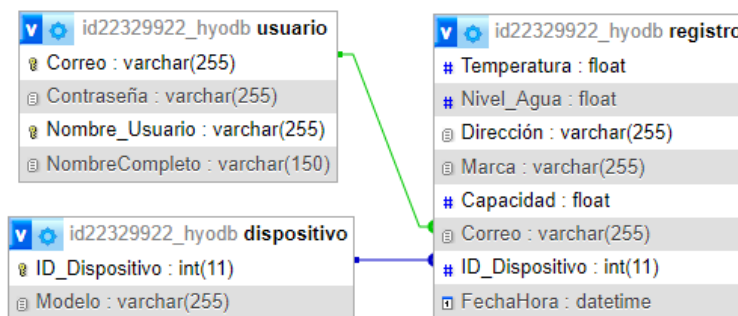 id22329922_hyodb usuario
Correo : varchar(255)
Contraseña : varchar(255)
Nombre_Usuario : varchar(255)
NombreCompleto : varchar(150)
id22329922_hyodb dispositivo
ID_Dispositivo : int(11)
Modelo : varchar(255)
id22329922_hyodb registro
# Temperatura : float
# Nivel_Agua : float
Dirección : varchar(255)
Marca : varchar(255)
# Capacidad : float
Correo : varchar(255)
# ID_Dispositivo : int(11)
FechaHora : datetime